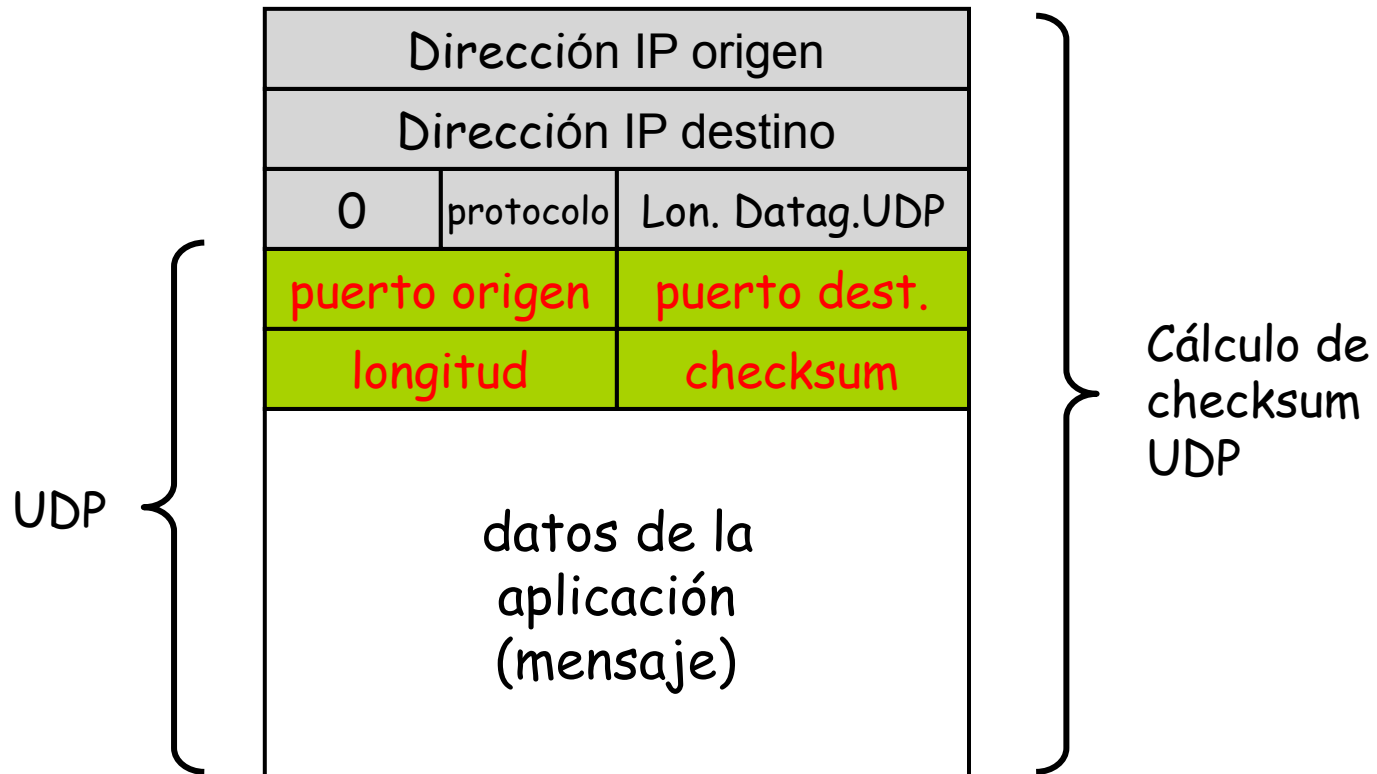 Dirección IP origen
Dirección IP destino
0 protocolo Lon. Datag.UDP
puerto origen puerto dest.
longitud checksum
Cálculo de
checksum
UDP
UDP
datos de la
aplicación
(mensaje)